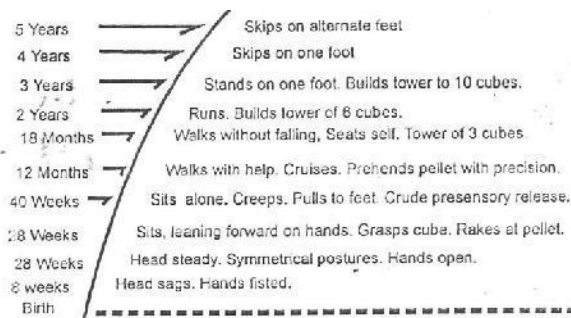 5 Years Skips on alternate feet
4 Years Skips on one foot
3 Years Stands on one foot. Builds tower to 10 cubes.
2 Years Runs. Builds tower of 6 cubes.
18 Months Walks without falling, Seats self. Tower of 3 cubes.
12 Months Walks with help. Cruises. Prehends pellet with precision.
40 Weeks Sits alone. Creeps. Pulls to feet. Crude presensory release.
28 Weeks Sits, leaning forward on hands. Grasps cube. Rakes at pellet.
28 Weeks Head steady. Symmetrical postures. Hands open.
8 weeks Head sags. Hands fisted.
Birth